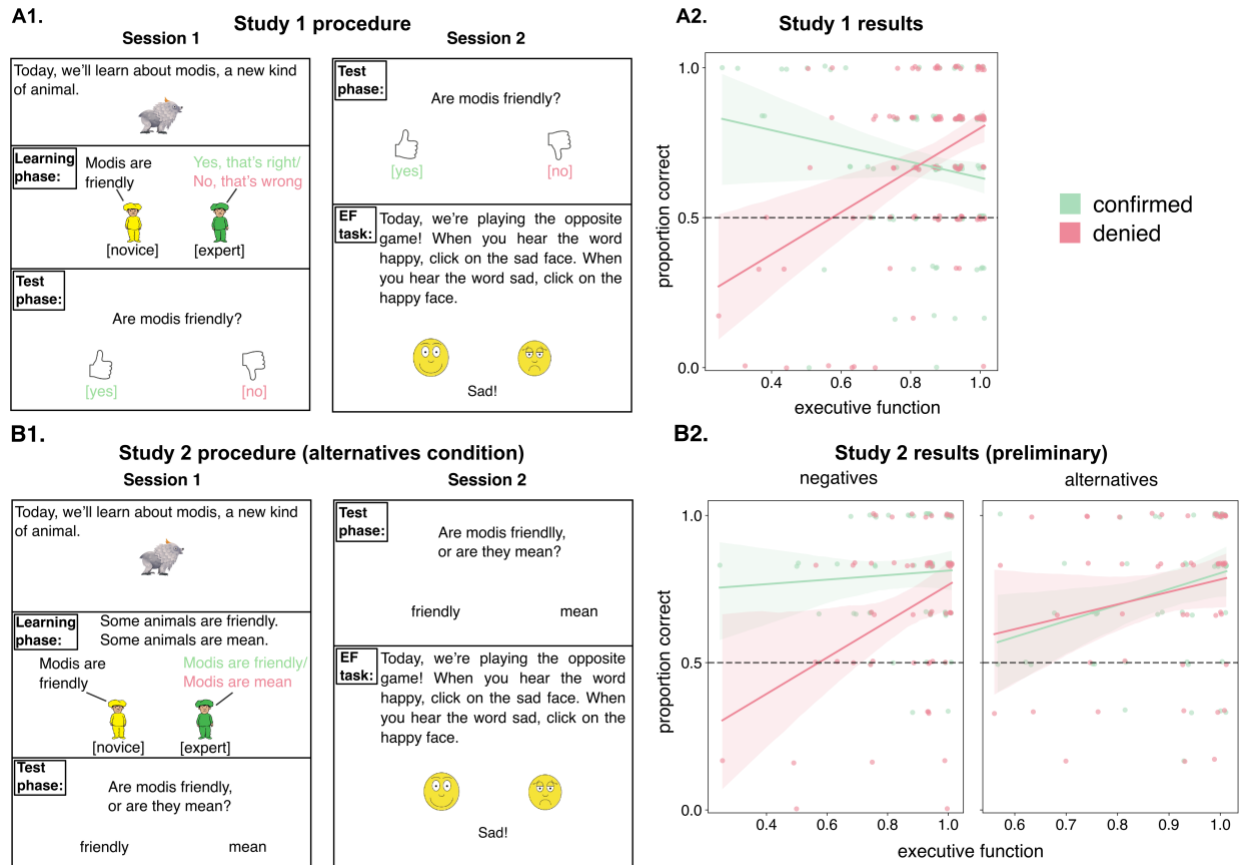 A1.
Study 1 procedure
Session 1
Session 2
Today, we'll learn about modis, a new kind
of animal.
Learning
phase:
Modis are
friendly
Yes, that's right/
No, that's wrong
[novice]
[expert]
Test
phase:
Are modis friendly?
[yes]
[no]
Test
phase:
Are modis friendly?
[yes]
[no]
EF
task:
Today, we're playing the opposite
game! When you hear the word
happy, click on the sad face. When
you hear the word sad, click on the
happy face.
Sad!
A2.
Study 1 results
proportion correct
1.0
0.5
0.0
0.4
0.6
0.8
1.0
executive function
confirmed
denied
B1.
Study 2 procedure (alternatives condition)
Session 1
Session 2
Today, we'll learn about modis, a new kind
of animal.
Learning
phase:
Some animals are friendly.
Some animals are mean.
Modis are
friendly
Modis are friendly/
Modis are mean
[novice]
[expert]
Test
phase:
Are modis friendly,
or are they mean?
friendly
mean
Test
phase:
Are modis friendlly,
or are they mean?
friendly
mean
EF
task:
Today, we're playing the opposite
game! When you hear the word
happy, click on the sad face. When
you hear the word sad, click on the
happy face.
Sad!
B2.
Study 2 results (preliminary)
negatives
alternatives
proportion correct
1.0
0.5
0.0
0.4
0.6
0.8
1.0
0.6
0.7
0.8
0.9
1.0
executive function